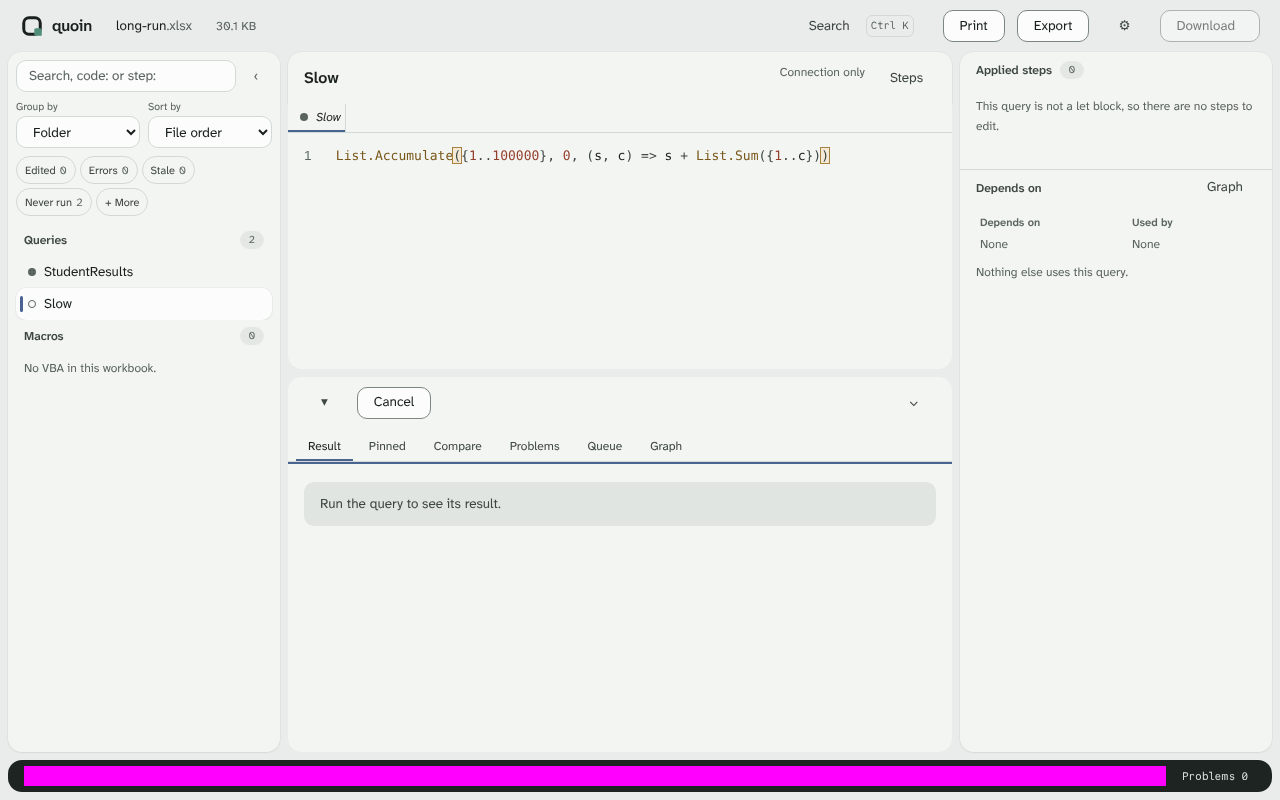 quoin long-run.xlsx 30.1 KB Search Ctrl K Print Export Download
Search, code: or step:
Group by Sort by
Folder File order
Edited 0 Errors 0 Stale 0
Never run 2 + More
Queries 2
StudentResults
Slow
Macros 0
No VBA in this workbook.
Slow Connection only Steps
Slow
1 List.Accumulate({1..100000}, 0, (s, c) => s + List.Sum({1..c}))
Cancel
Result Pinned Compare Problems Queue Graph
Run the query to see its result.
Applied steps 0
This query is not a let block, so there are no steps to
edit.
Depends on Graph
Depends on Used by
None None
Nothing else uses this query.
Problems 0